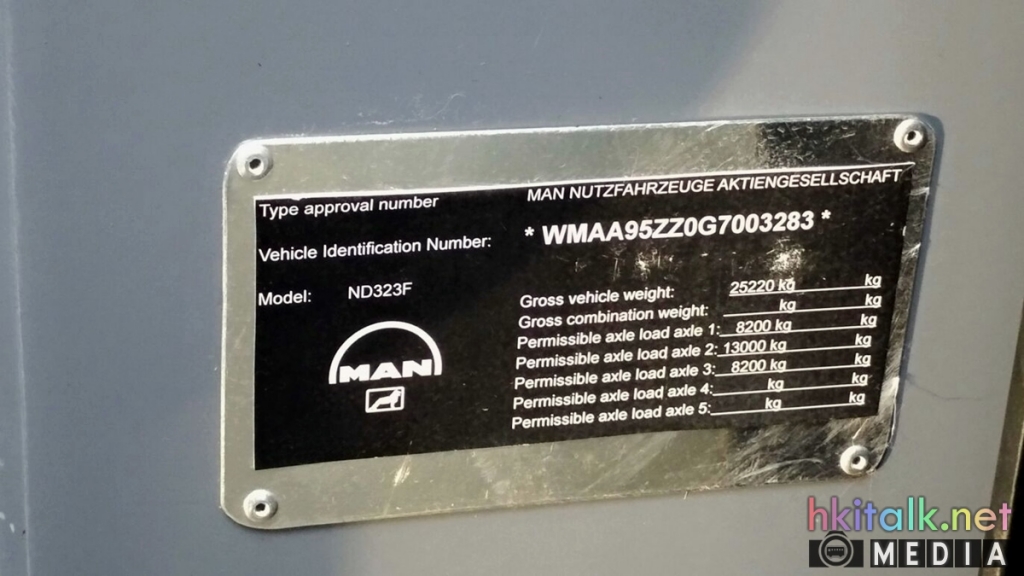 MAN NUTZFAHRZEUGE AKTIENGESELLSCHAFT
Type approval number
Vehicle Identification Number: * WMAA95ZZ0G7003283 *
Model: ND323F
Gross vehicle weight: 25220 kg kg
Gross combination weight: kg kg
Permissible axle load axle 1: 8200 kg kg
Permissible axle load axle 2: 13000 kg kg
Permissible axle load axle 3: 8200 kg kg
Permissible axle load axle 4: kg kg
Permissible axle load axle 5: kg kg
MAN
hkitalk.net
MEDIA